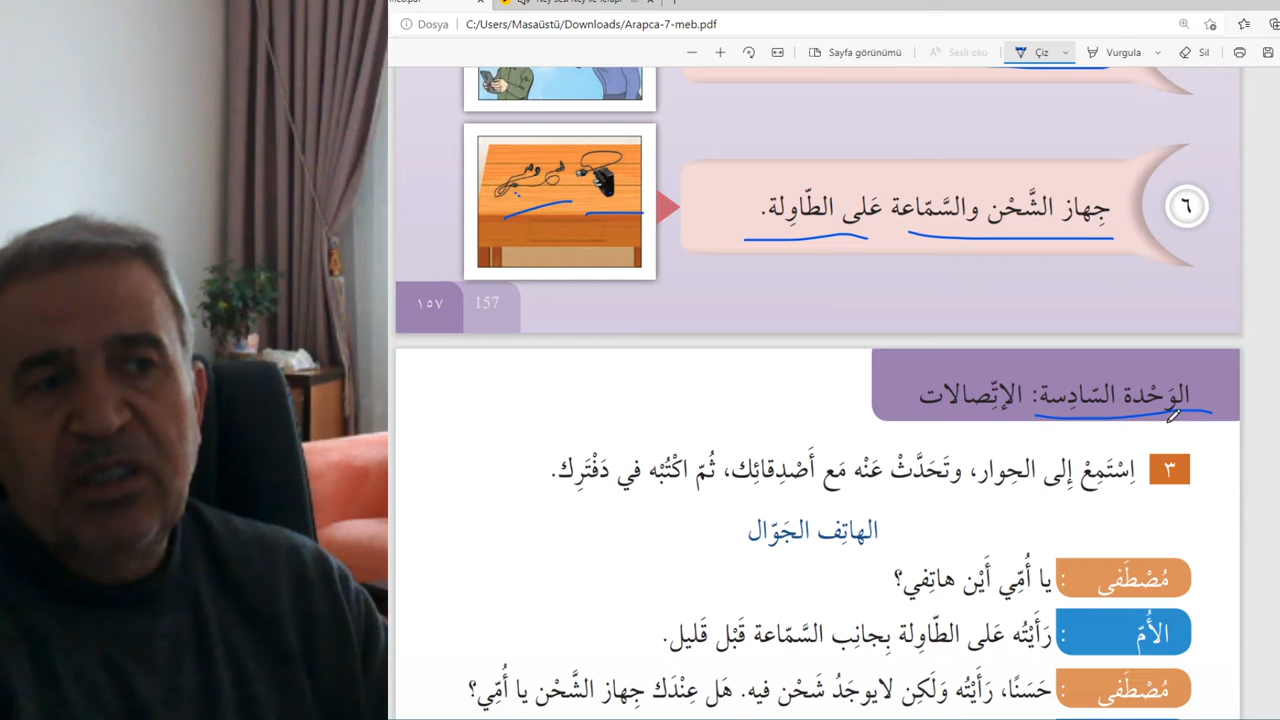 Dosya
C:/Users/Masaüstü/Downloads/Arapca-7-meb.pdf
Sayfa görünümü
Sesli oku
Çiz
Vurgula
Sil
٦
جِهاز الشَّحْن والسَّمّاعة عَلى الطّاوِلة.
١٥٧ 157
الوَحْدة السّادِسة: الإتِّصالات
٣ اِسْتَمِعْ إِلى الحِوار، وتَحَدَّثْ عَنْه مَع أَصْدِقائِك، ثُمّ اكْتُبْه في دَفْتَرِك.
الهاتِف الجَوّال
مُصْطَفى : يا أُمِّي أَيْن هاتِفي؟
الأُمّ : رَأَيْتُه عَلى الطّاوِلة بِجانِب السَّمّاعة قَبْل قَليل.
مُصْطَفى : حَسَنًا، رَأَيْتُه وَلَكِن لايوجَدُ شَحْن فيه. هَل عِنْدَك جِهاز الشَّحْن يا أُمِّي؟